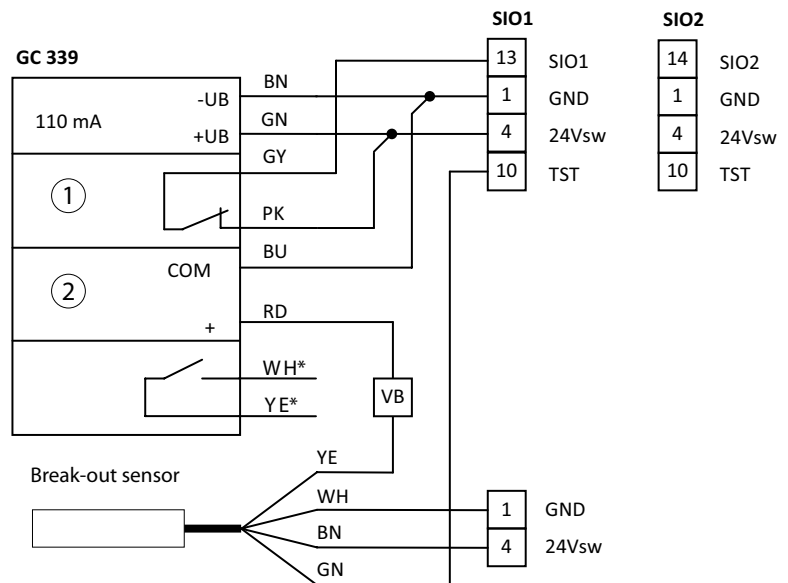 SIO1
SIO2
GC 339
110 mA
-UB
+UB
BN
GN
GY
PK
BU
RD
WH*
YE*
1
COM
2
+
VB
13 SIO1
1 GND
4 24Vsw
10 TST
14 SIO2
1 GND
4 24Vsw
10 TST
Break-out sensor
YE
WH
BN
GN
1 GND
4 24Vsw